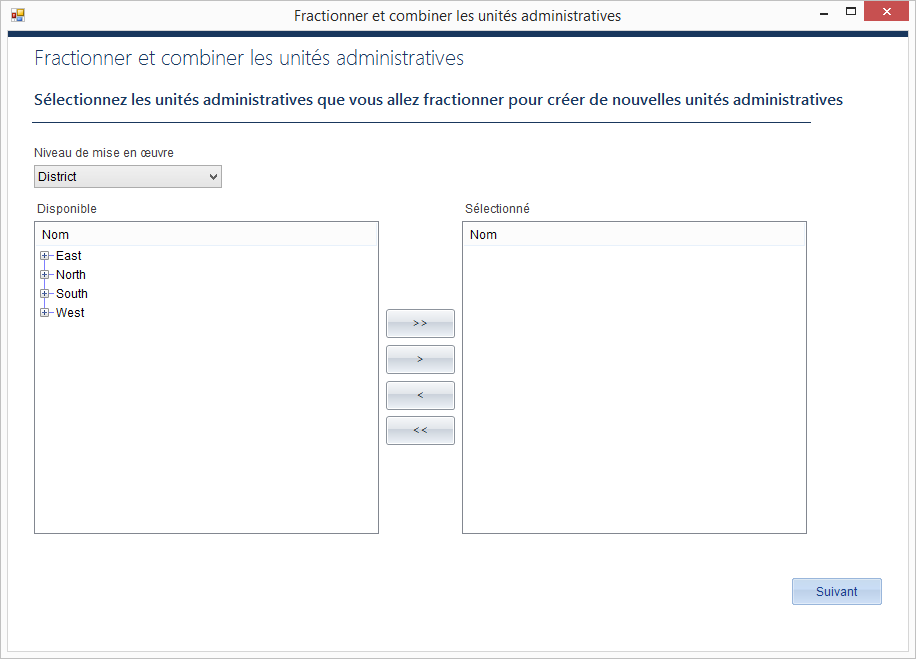 Fractionner et combiner les unités administratives
Fractionner et combiner les unités administratives
Sélectionnez les unités administratives que vous allez fractionner pour créer de nouvelles unités administratives
Niveau de mise en œuvre
District
Disponible
Sélectionné
Nom
Nom
East
North
South
West
>>
>
<
<<
Suivant